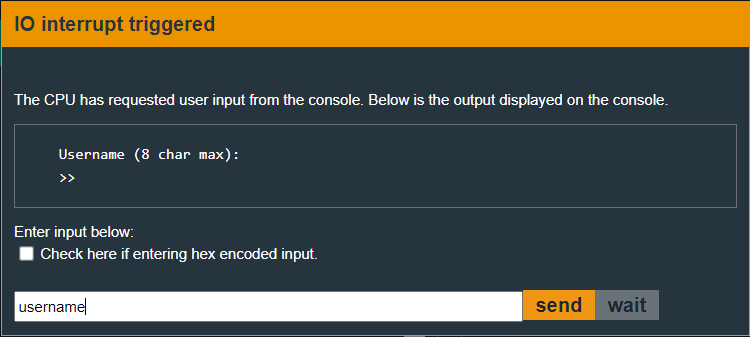 IO interrupt triggered
The CPU has requested user input from the console. Below is the output displayed on the console.
Username (8 char max):
>>
Enter input below:
Check here if entering hex encoded input.
username send wait